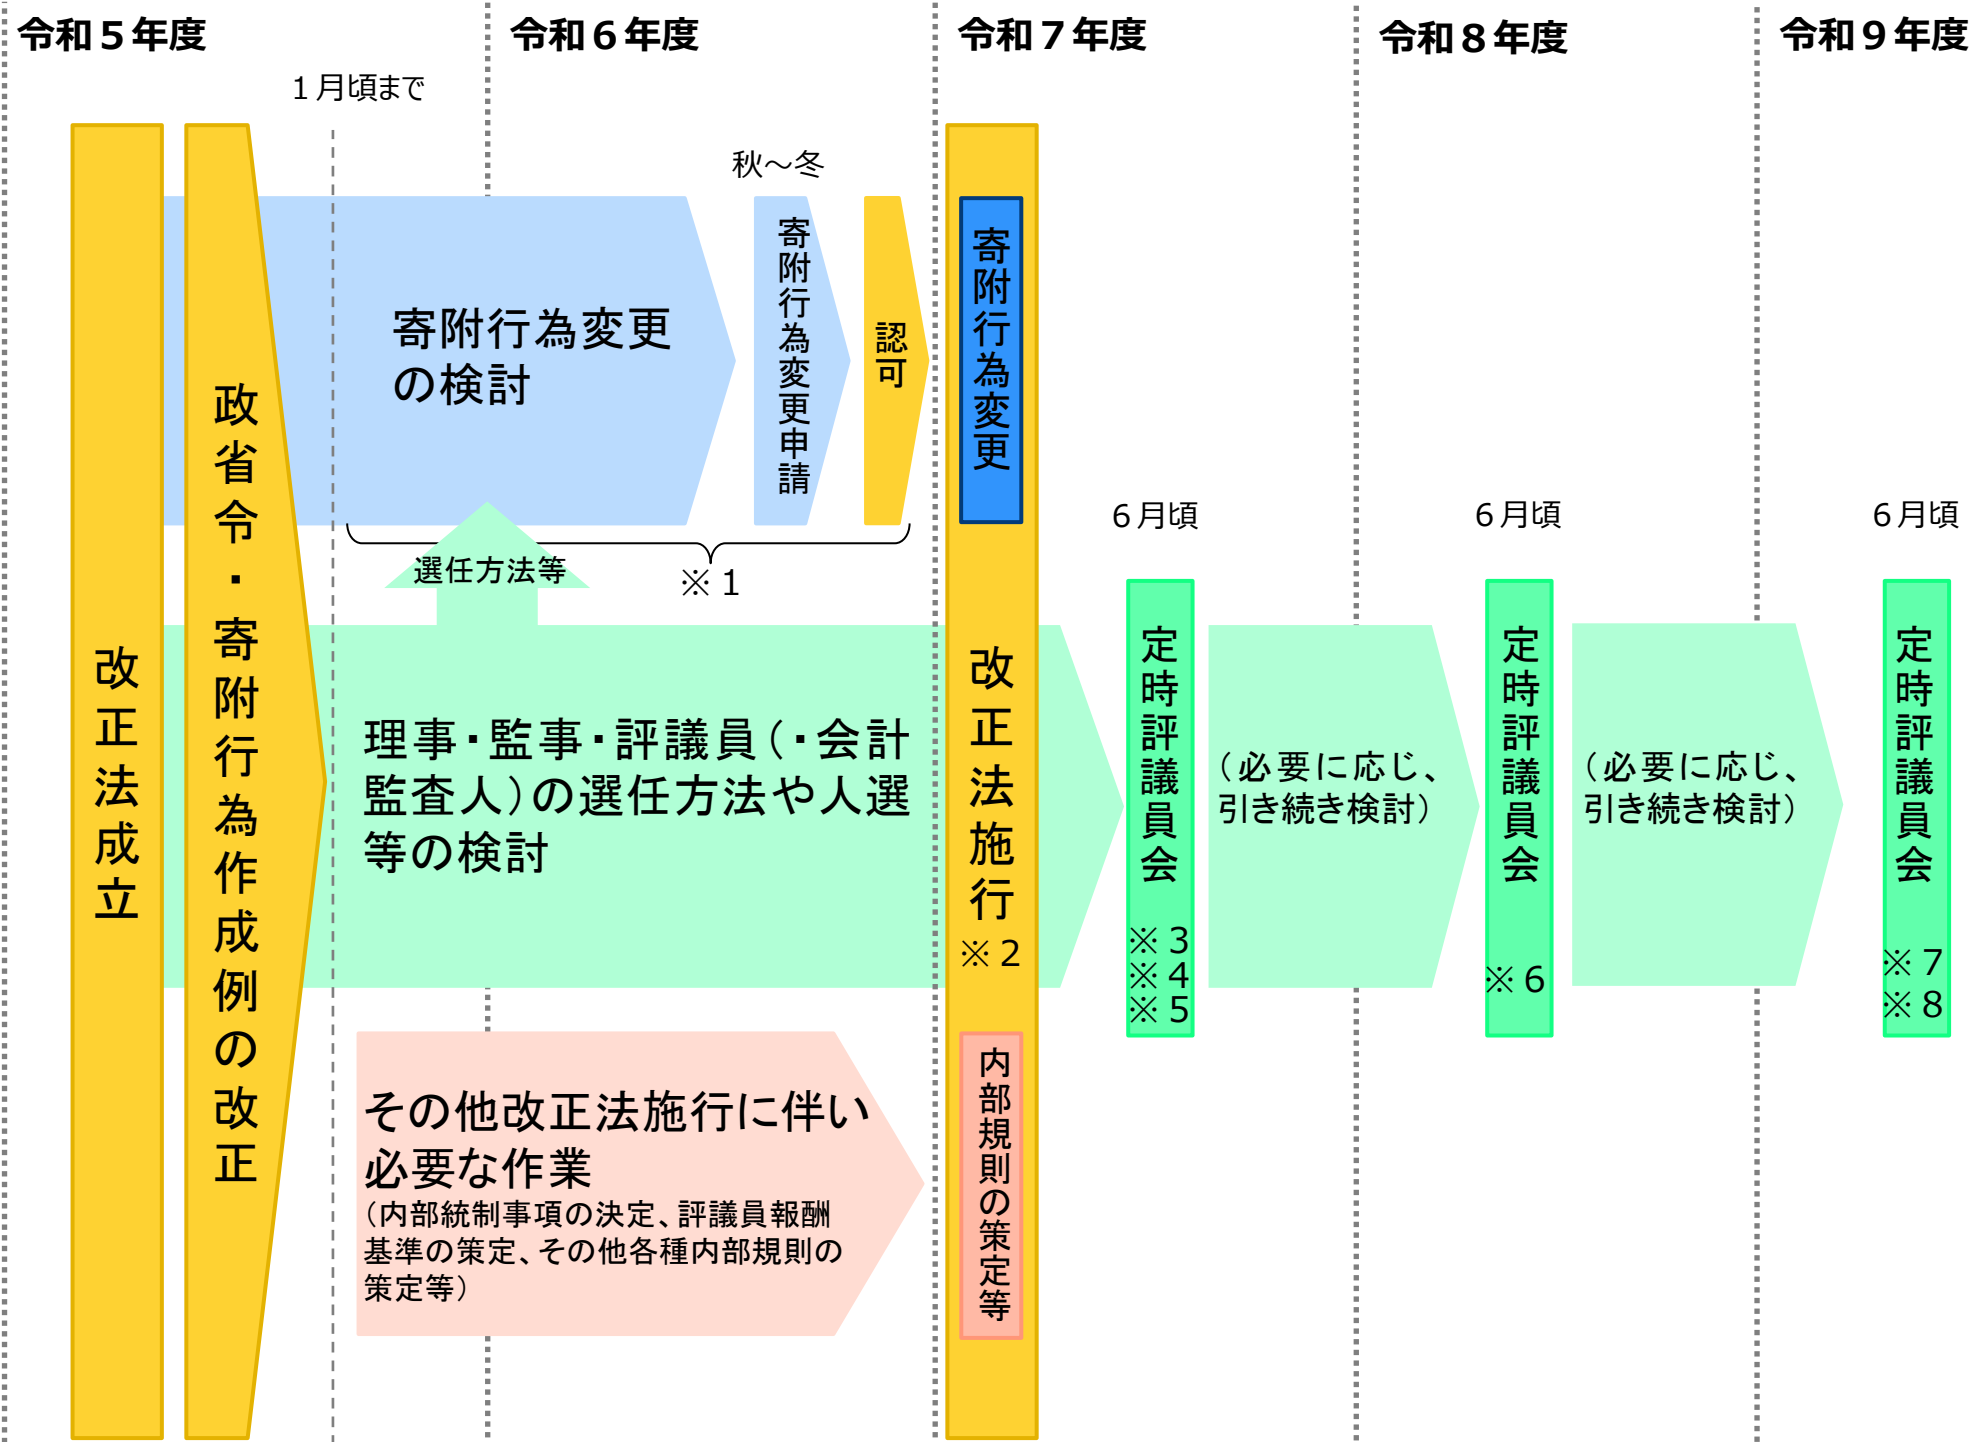 令和５年度
令和６年度
令和７年度
令和８年度
令和９年度
１月頃まで
秋～冬
改正法成立
政省令・寄附行為作成例の改正
寄附行為変更
の検討
寄附行為変更申請
認可
寄附行為変更
選任方法等
※１
理事・監事・評議員（・会計
監査人）の選任方法や人選
等の検討
改正法施行
※２
その他改正法施行に伴い
必要な作業
（内部統制事項の決定、評議員報酬
基準の策定、その他各種内部規則の
策定等）
内部規則の策定等
６月頃
定時評議員会
※３
※４
※５
（必要に応じ、
引き続き検討）
６月頃
定時評議員会
※６
（必要に応じ、
引き続き検討）
６月頃
定時評議員会
※７
※８